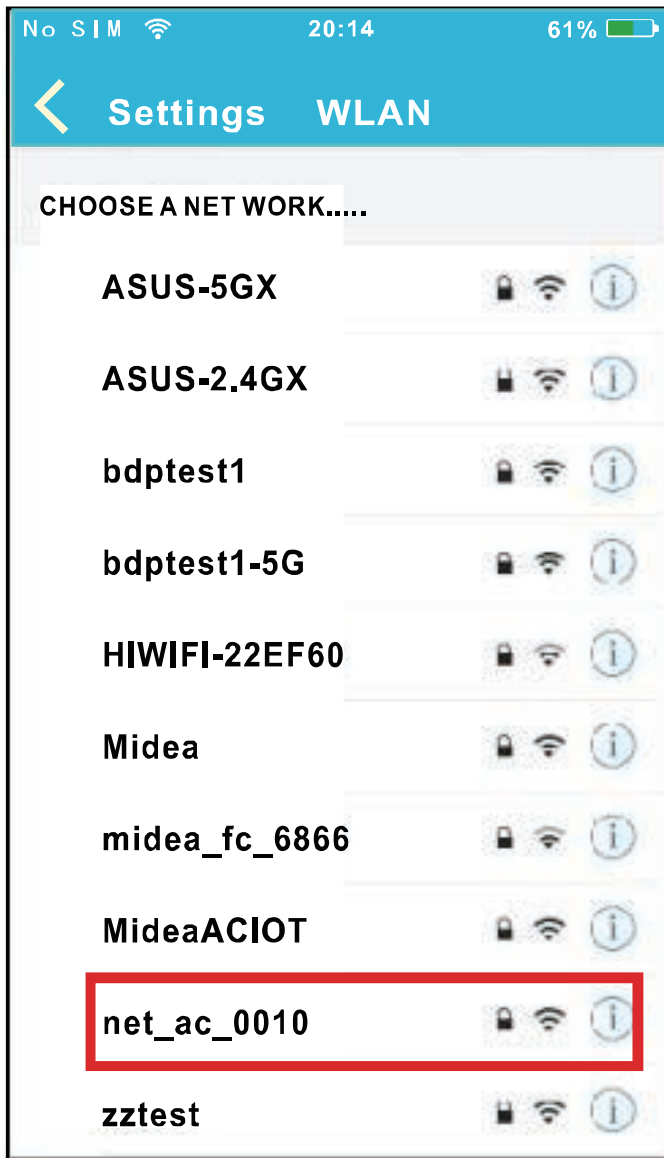 No SIM 20:14 61%
Settings WLAN
CHOOSE A NET WORK.....
ASUS-5GX
ASUS-2.4GX
bdptest1
bdptest1-5G
HIWIFI-22EF60
Midea
midea_fc_6866
MideaACIOT
net_ac_0010
zztest